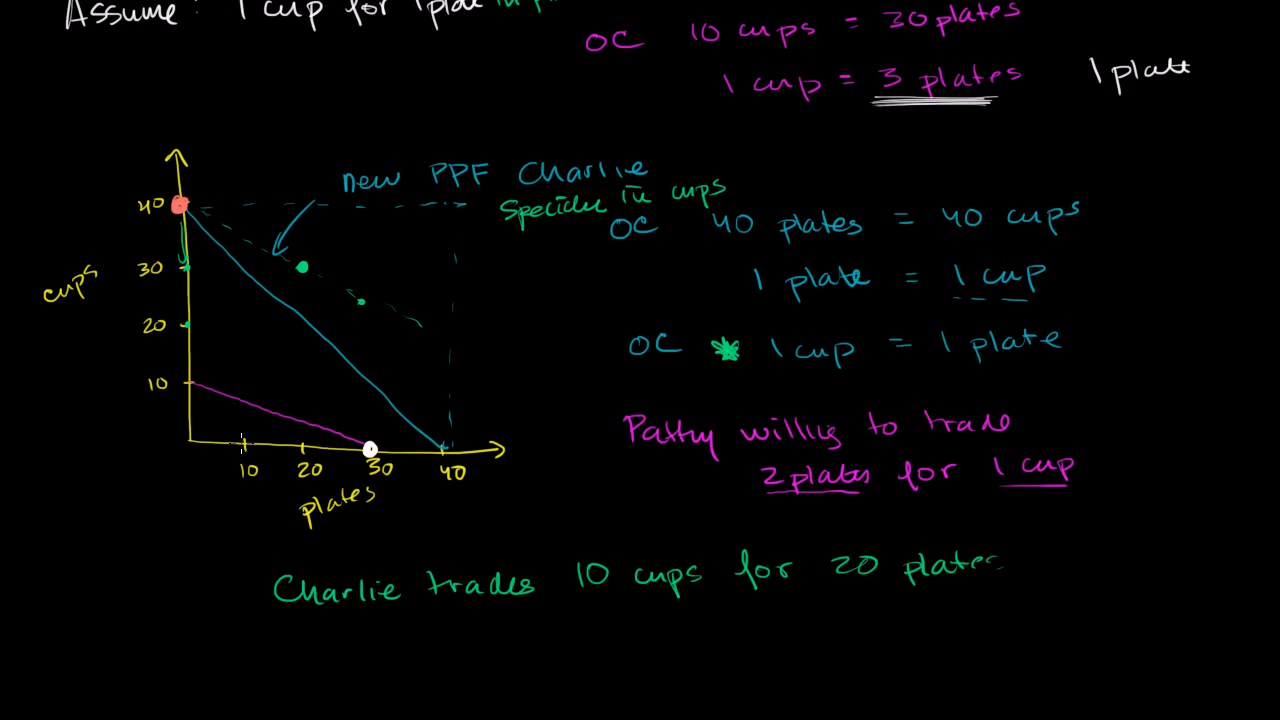 Assume: 1 cup for 1 plate
OC 10 cups = 30 plates
1 cup = 3 plates
1 plate
new PPF Charlie
in cups
OC 40 plates = 40 cups
1 plate = 1 cup
OC 1 cup = 1 plate
40
30
20
10
cups
10 20 30 40
plates
Patty willing to trade
2 plates for 1 cup
Charlie trades 10 cups for 20 plates